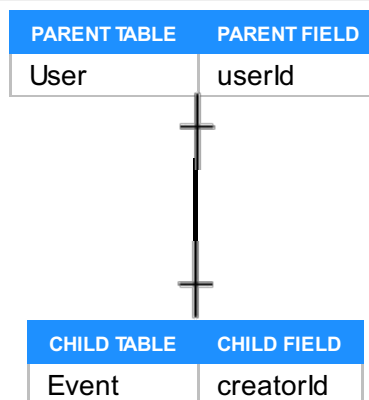 PARENT TABLE PARENT FIELD
User userId
CHILD TABLE CHILD FIELD
Event creatorId